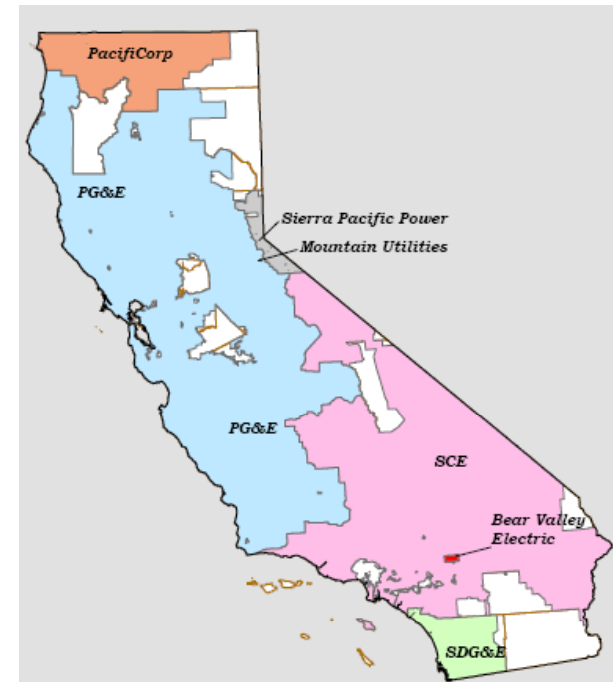 PacifiCorp
PG&E
Sierra Pacific Power
Mountain Utilities
PG&E
SCE
Bear Valley
Electric
SDG&E